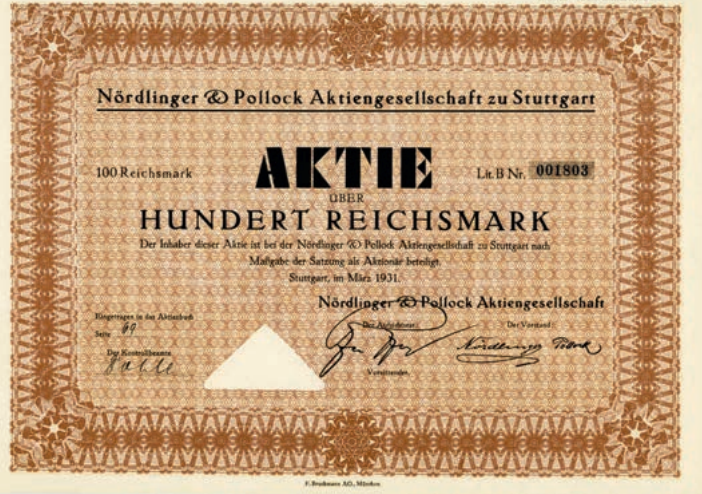 Nördlinger & Pollock Aktiengesellschaft zu Stuttgart
100 Reichsmark
AKTIE
Lit. B Nr. 001803
ÜBER
HUNDERT REICHSMARK
Der Inhaber dieser Aktie ist bei der Nördlinger & Pollock Aktiengesellschaft zu Stuttgart nach
Maßgabe der Satzung als Aktionär beteiligt.
Stuttgart, im März 1931.
Nördlinger & Pollock Aktiengesellschaft
Eingetragen in das Aktienbuch
Seite 69
Der Kontrollbeamte
Der Aufsichtsrat:
Der Vorstand:
Nördlinger Pollock
Vorsitzender.
F. Bruckmann AG., München